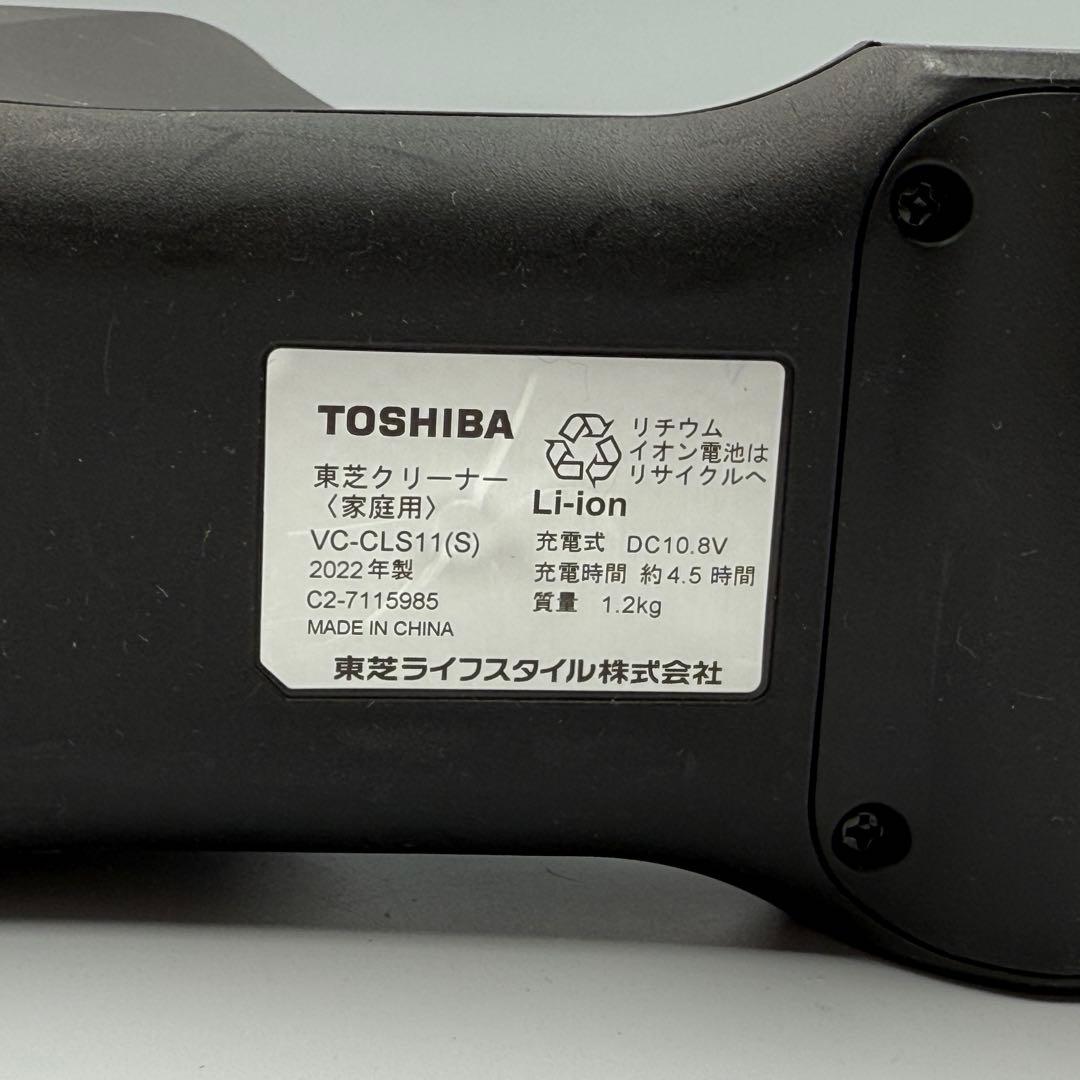 TOSHIBA
東芝クリーナー
〈家庭用〉
VC-CLS11(S)
2022年製
C2-7115985
MADE IN CHINA
リチウム
イオン電池は
リサイクルへ
Li-ion
充電式 DC10.8V
充電時間 約4.5時間
質量 1.2kg
東芝ライフスタイル株式会社